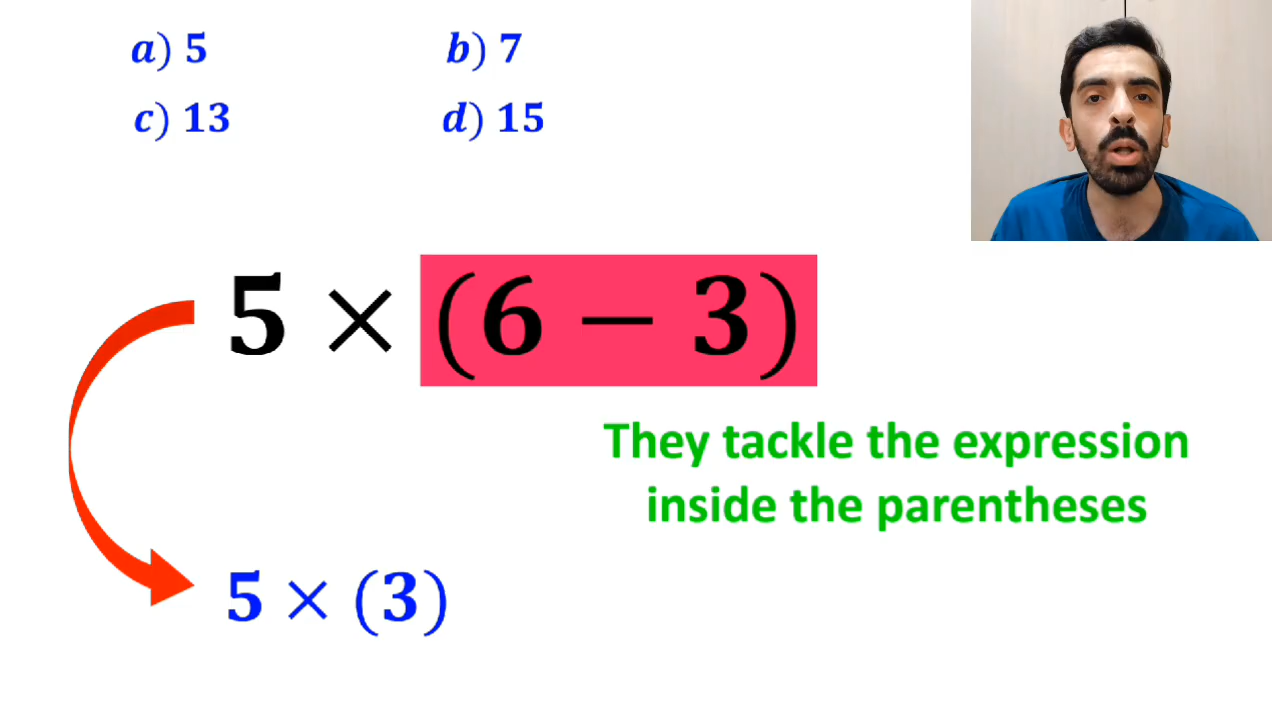 a) 5 b) 7
c) 13 d) 15
5 × (6 − 3)
They tackle the expression
inside the parentheses
5 × (3)